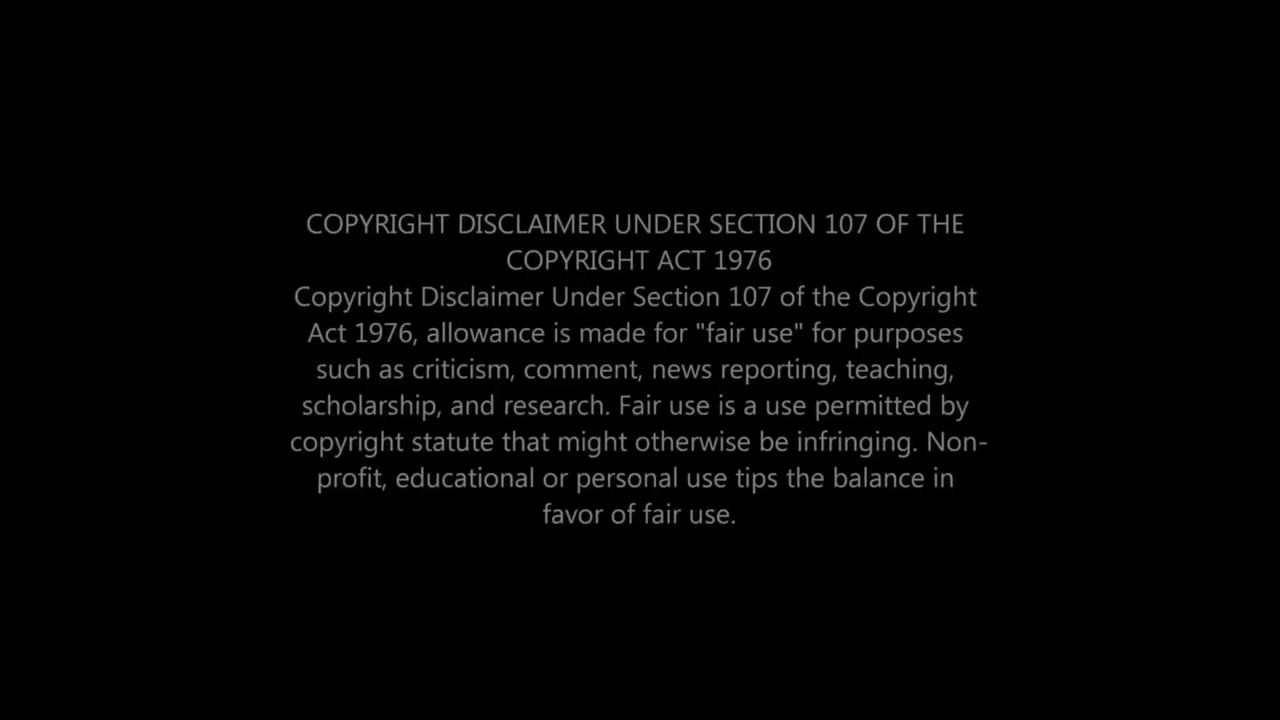 COPYRIGHT DISCLAIMER UNDER SECTION 107 OF THE
COPYRIGHT ACT 1976
Copyright Disclaimer Under Section 107 of the Copyright
Act 1976, allowance is made for "fair use" for purposes
such as criticism, comment, news reporting, teaching,
scholarship, and research. Fair use is a use permitted by
copyright statute that might otherwise be infringing. Non-
profit, educational or personal use tips the balance in
favor of fair use.